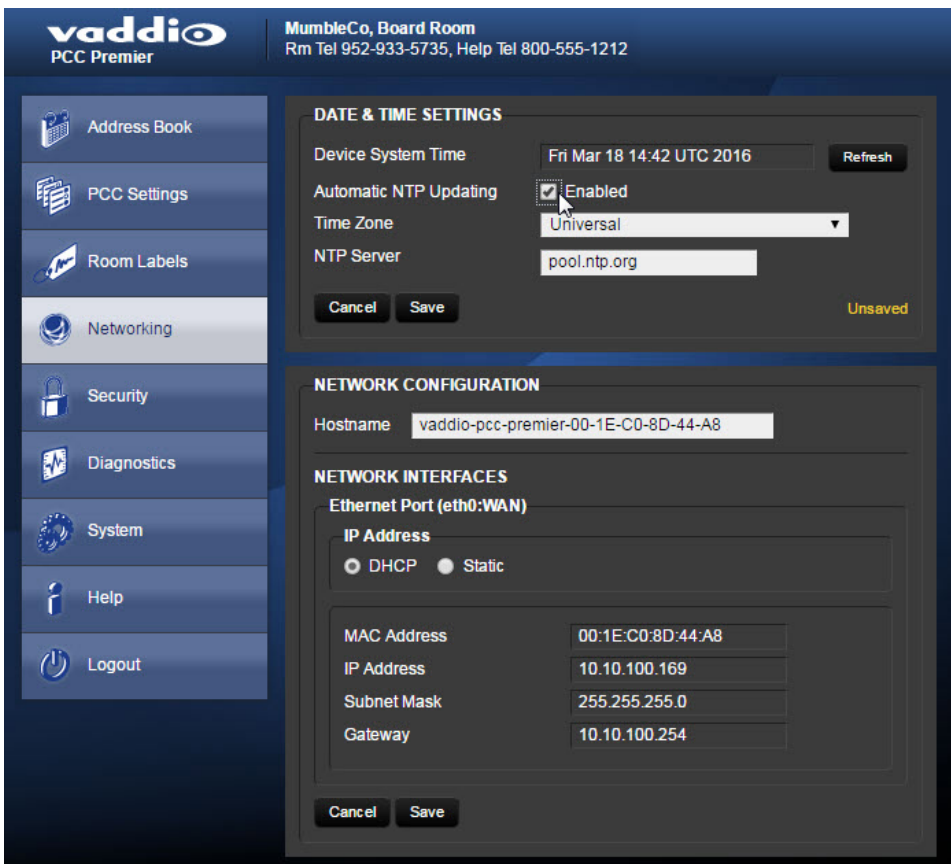 vaddio
PCC Premier
MumbleCo, Board Room
Rm Tel 952-933-5735, Help Tel 800-555-1212
Address Book
PCC Settings
Room Labels
Networking
Security
Diagnostics
System
Help
Logout
DATE & TIME SETTINGS
Device System Time Fri Mar 18 14:42 UTC 2016 Refresh
Automatic NTP Updating Enabled
Time Zone Universal
NTP Server pool.ntp.org
Cancel Save Unsaved
NETWORK CONFIGURATION
Hostname vaddio-pcc-premier-00-1E-C0-8D-44-A8
NETWORK INTERFACES
Ethernet Port (eth0:WAN)
IP Address
DHCP Static
MAC Address 00:1E:C0:8D:44:A8
IP Address 10.10.100.169
Subnet Mask 255.255.255.0
Gateway 10.10.100.254
Cancel Save